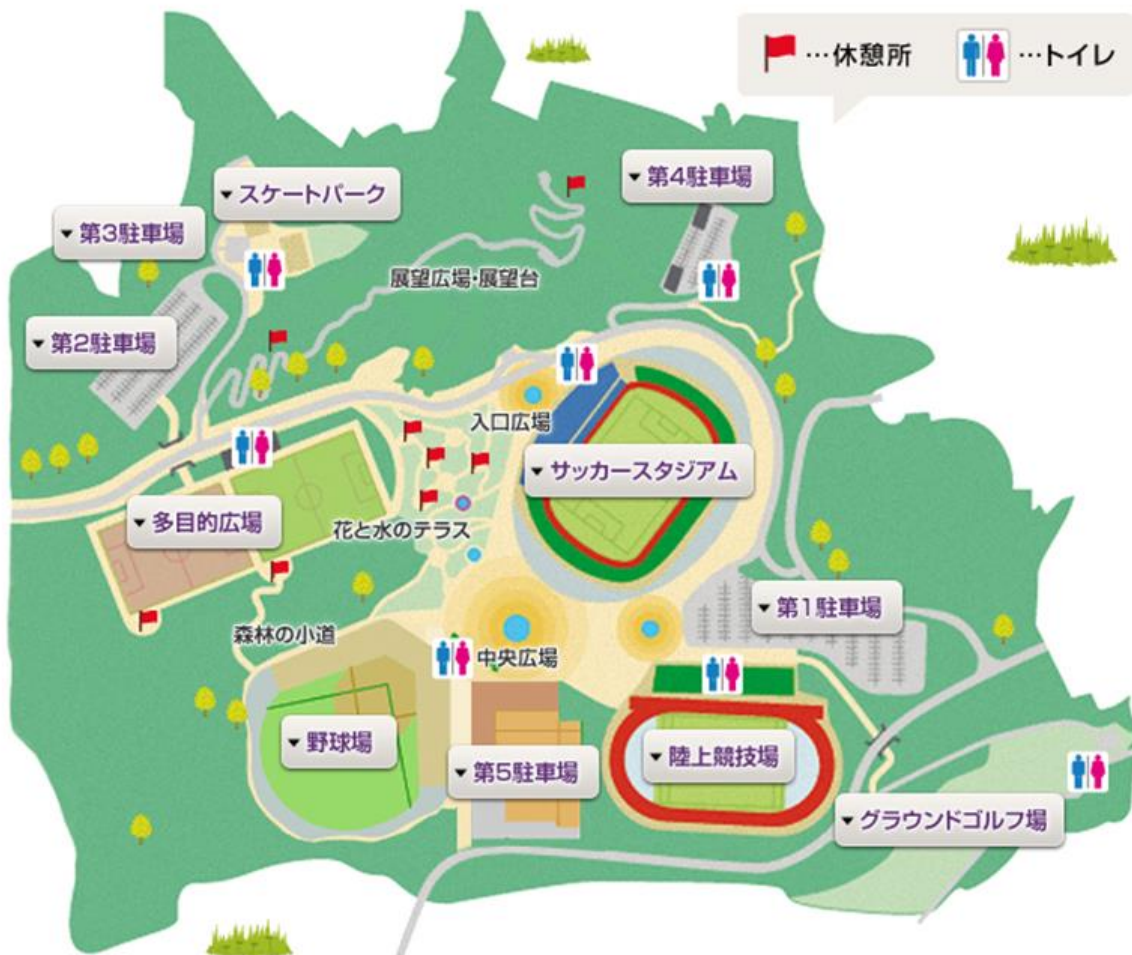 …休憩所
…トイレ
第4駐車場
スケートパーク
第3駐車場
展望広場・展望台
第2駐車場
入口広場
サッカースタジアム
多目的広場
花と水のテラス
第1駐車場
森林の小道
中央広場
野球場
陸上競技場
第5駐車場
グラウンドゴルフ場